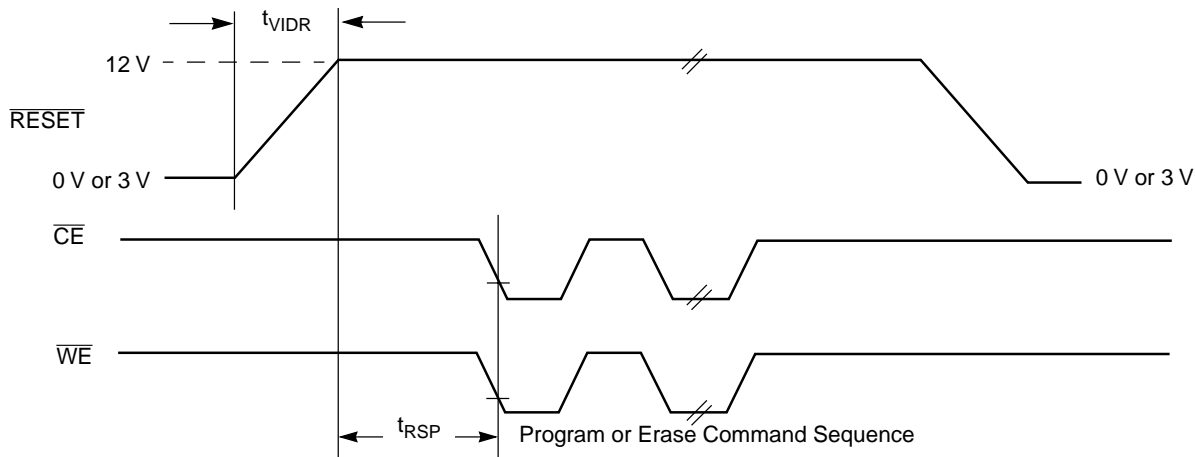 tVIDR
12 V
RESET
0 V or 3 V
0 V or 3 V
CE
WE
tRSP
Program or Erase Command Sequence